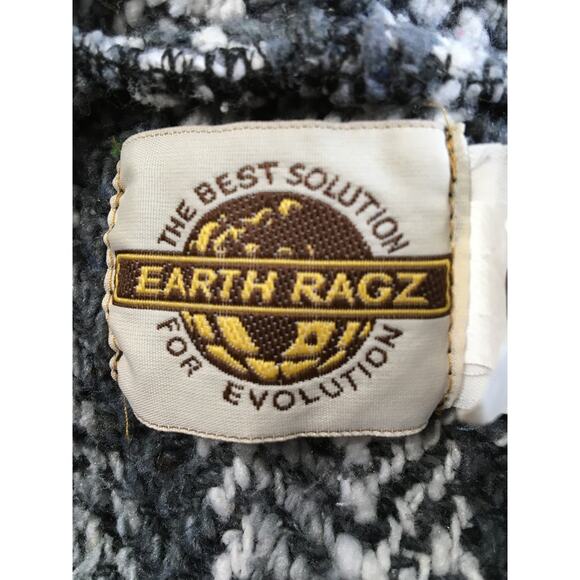 THE BEST SOLUTION
EARTH RAGZ
FOR EVOLUTION